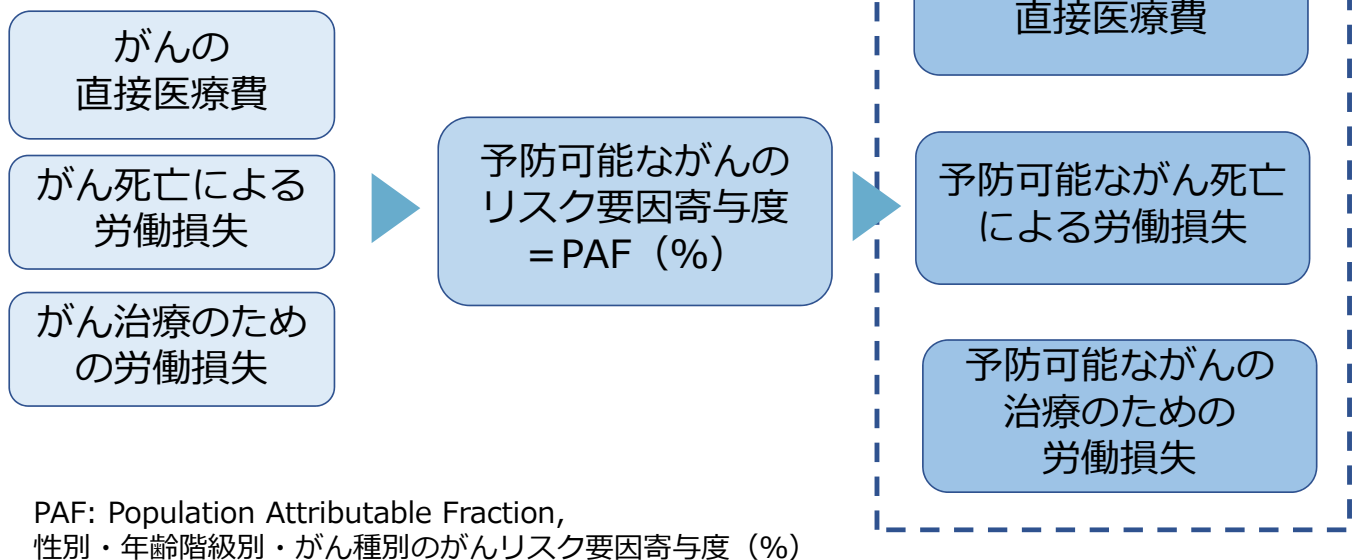 がんの
直接医療費
がん死亡による
労働損失
がん治療のため
の労働損失
予防可能ながんの
リスク要因寄与度
＝PAF（%）
直接医療費
予防可能ながん死亡
による労働損失
予防可能ながんの
治療のための
労働損失
PAF: Population Attributable Fraction,
性別・年齢階級別・がん種別のがんリスク要因寄与度（%）